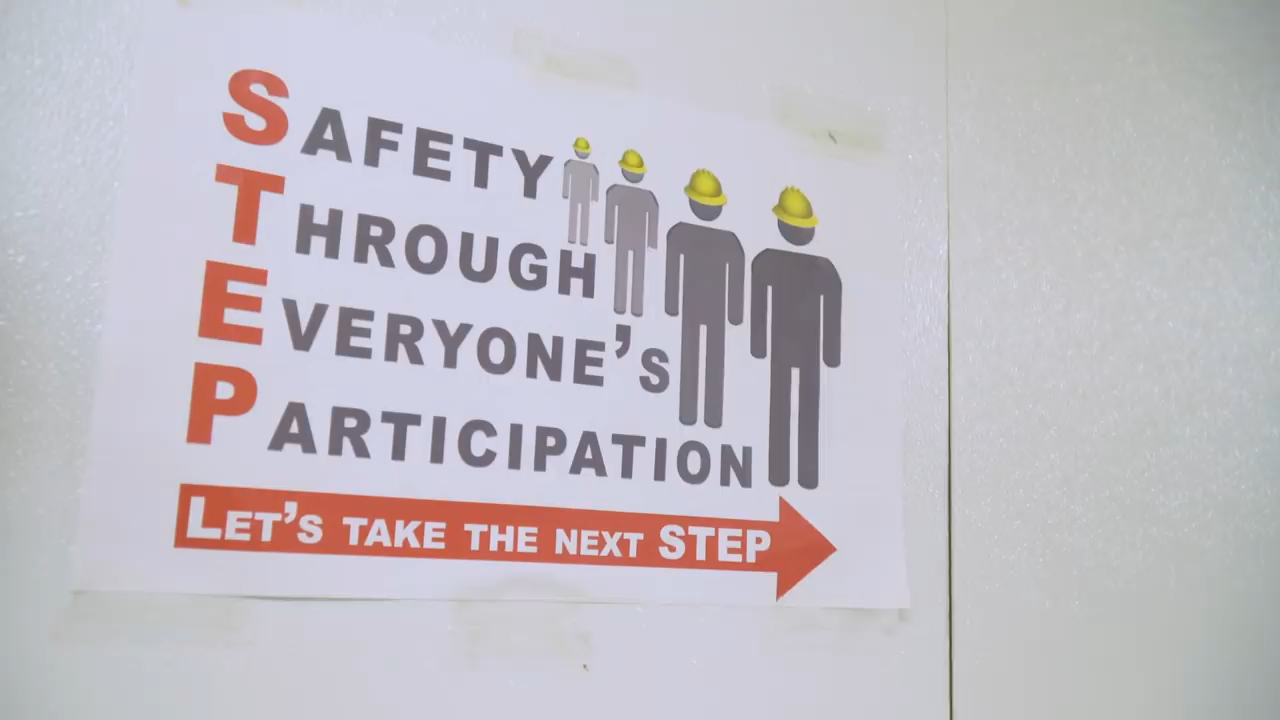 SAFETY
THROUGH
EVERYONE'S
PARTICIPATION
LET'S TAKE THE NEXT STEP